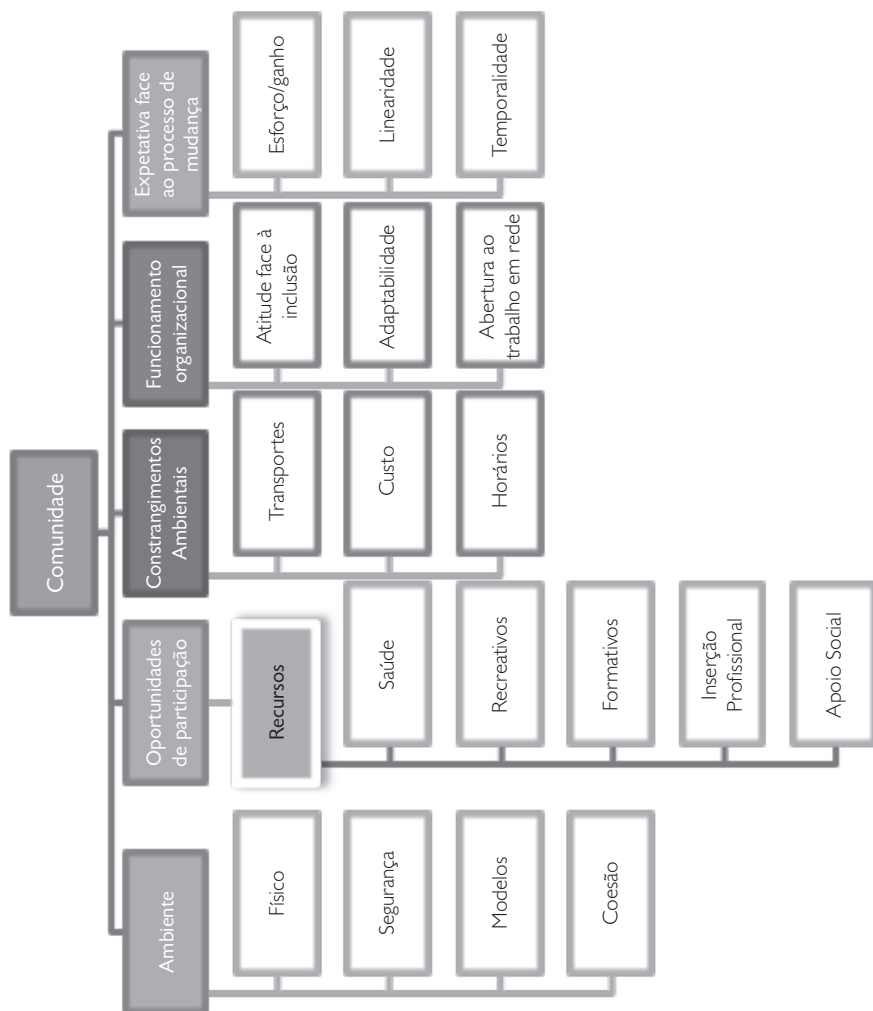 Comunidade
Ambiente
Físico
Segurança
Modelos
Coesão
Oportunidades
de participação
Recursos
Saúde
Recreativos
Formativos
Inserção
Profissional
Apoio Social
Constrangimentos
Ambientais
Transportes
Custo
Horários
Funcionamento
organizacional
Atitude face à
inclusão
Adaptabilidade
Abertura ao
trabalho em rede
Expetativa face
ao processo de
mudança
Esforço/ganho
Linearidade
Temporalidade